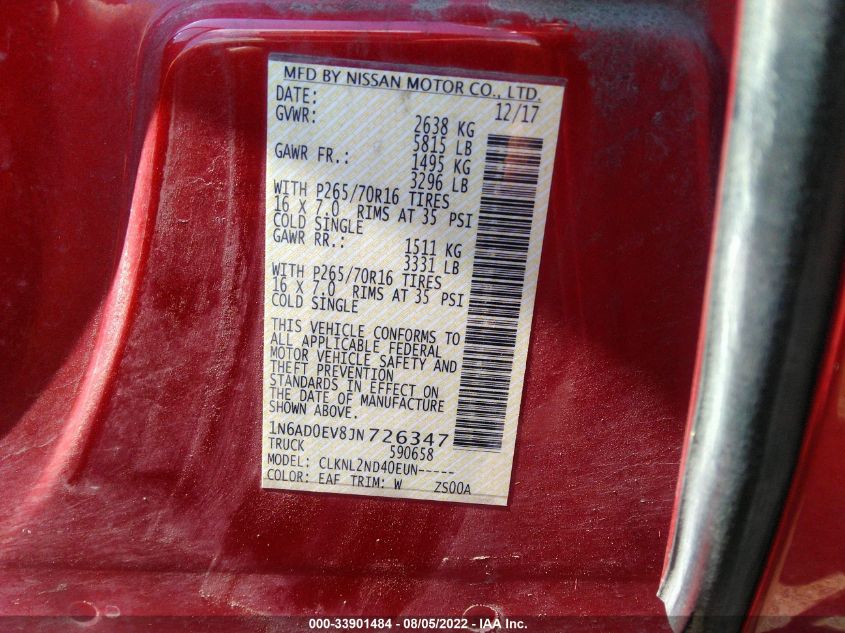 MFD BY NISSAN MOTOR CO., LTD.
DATE: 12/17
GVWR: 2638 KG
5815 LB
GAWR FR.: 1495 KG
3296 LB
WITH P265/70R16 TIRES
16 X 7.0 RIMS AT 35 PSI
COLD SINGLE
GAWR RR.: 1511 KG
3331 LB
WITH P265/70R16 TIRES
16 X 7.0 RIMS AT 35 PSI
COLD SINGLE
THIS VEHICLE CONFORMS TO
ALL APPLICABLE FEDERAL
MOTOR VEHICLE SAFETY AND
THEFT PREVENTION
STANDARDS IN EFFECT ON
THE DATE OF MANUFACTURE
SHOWN ABOVE.
1N6AD0EV8JN726347
TRUCK 590658
MODEL: CLKNL2ND40EUN-----
COLOR: EAF TRIM: W ZS00A
000-33901484 - 08/05/2022 - IAA Inc.